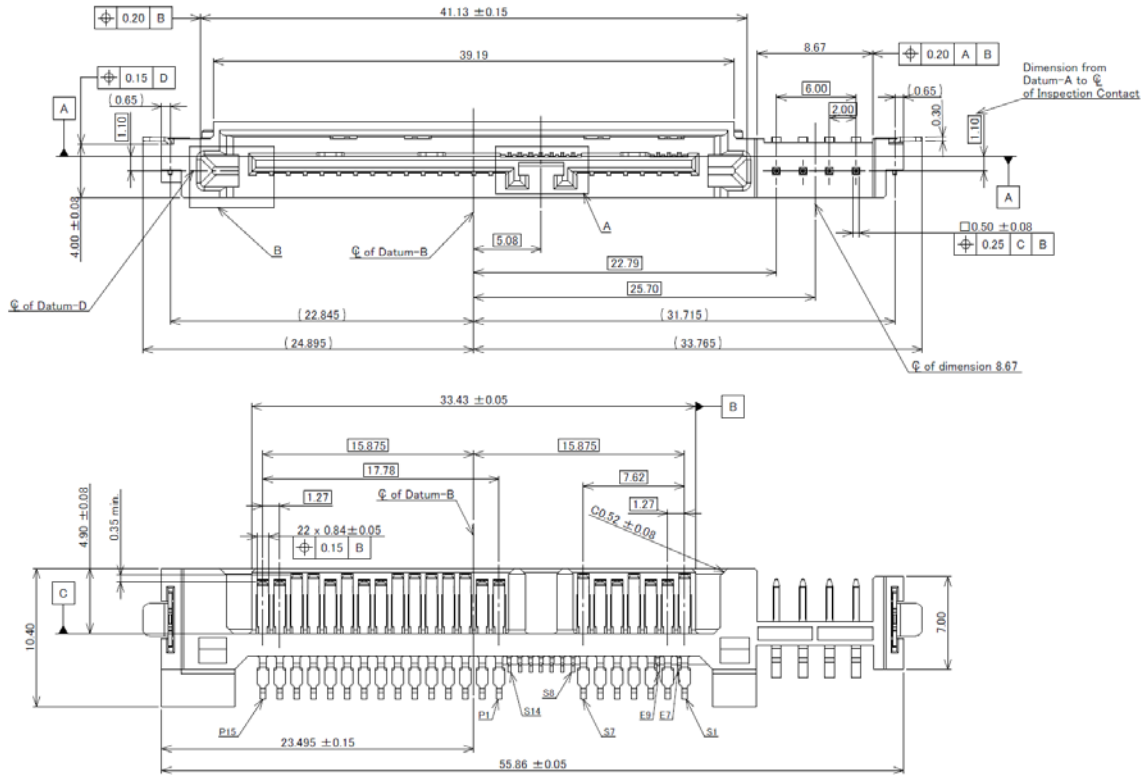 ⌖ 0.20 B
41.13 ±0.15
39.19
8.67
⌖ 0.20 A B
⌖ 0.15 D
(0.65)
A
1.10
6.00
2.00
Dimension from
Datum-A to ℄
of Inspection Contact
(0.65)
0.30
1.10
A
4.00 ±0.08
B
℄ of Datum-B
5.08
A
□0.50 ±0.08
⌖ 0.25 C B
22.79
25.70
℄ of Datum-D
(22.845)
(31.715)
(24.895)
(33.765)
℄ of dimension 8.67
33.43 ±0.05
B
15.875
15.875
17.78
7.62
℄ of Datum-B
1.27
1.27
4.90 ±0.08
0.35 min.
22 x 0.84±0.05
⌖ 0.15 B
C0.52 ±0.08
C
10.40
7.00
P15
P1
S14
S8
S7
E9
E7
S1
23.495 ±0.15
55.86 ±0.05